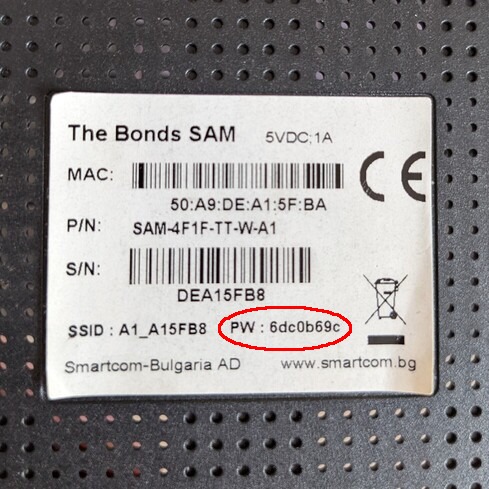 The Bonds SAM 5VDC;1A
MAC:
50:A9:DE:A1:5F:BA
P/N: SAM-4F1F-TT-W-A1
S/N:
DEA15FB8
SSID : A1_A15FB8 PW : 6dc0b69c
Smartcom-Bulgaria AD www.smartcom.bg
CE